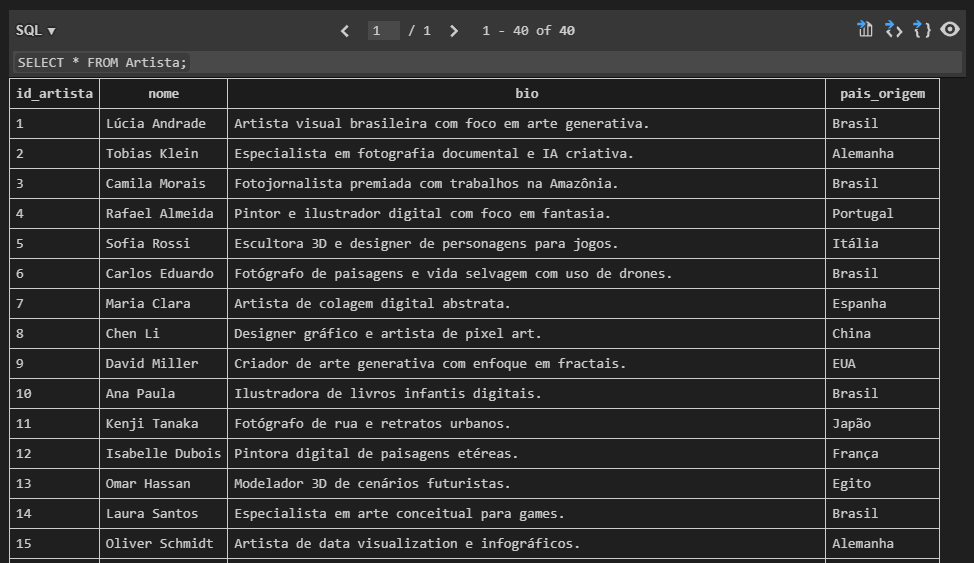 SQL ▼ 1 / 1 1 - 40 of 40
SELECT * FROM Artista;
id_artista nome bio pais_origem
1 Lúcia Andrade Artista visual brasileira com foco em arte generativa. Brasil
2 Tobias Klein Especialista em fotografia documental e IA criativa. Alemanha
3 Camila Morais Fotojornalista premiada com trabalhos na Amazônia. Brasil
4 Rafael Almeida Pintor e ilustrador digital com foco em fantasia. Portugal
5 Sofia Rossi Escultora 3D e designer de personagens para jogos. Itália
6 Carlos Eduardo Fotógrafo de paisagens e vida selvagem com uso de drones. Brasil
7 Maria Clara Artista de colagem digital abstrata. Espanha
8 Chen Li Designer gráfico e artista de pixel art. China
9 David Miller Criador de arte generativa com enfoque em fractais. EUA
10 Ana Paula Ilustradora de livros infantis digitais. Brasil
11 Kenji Tanaka Fotógrafo de rua e retratos urbanos. Japão
12 Isabelle Dubois Pintora digital de paisagens etéreas. França
13 Omar Hassan Modelador 3D de cenários futuristas. Egito
14 Laura Santos Especialista em arte conceitual para games. Brasil
15 Oliver Schmidt Artista de data visualization e infográficos. Alemanha